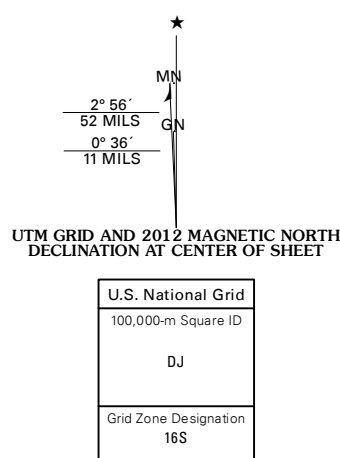 ★
MN
2° 56´
52 MILS
GN
0° 36´
11 MILS
UTM GRID AND 2012 MAGNETIC NORTH
DECLINATION AT CENTER OF SHEET
U.S. National Grid
100,000-m Square ID
DJ
Grid Zone Designation
16S